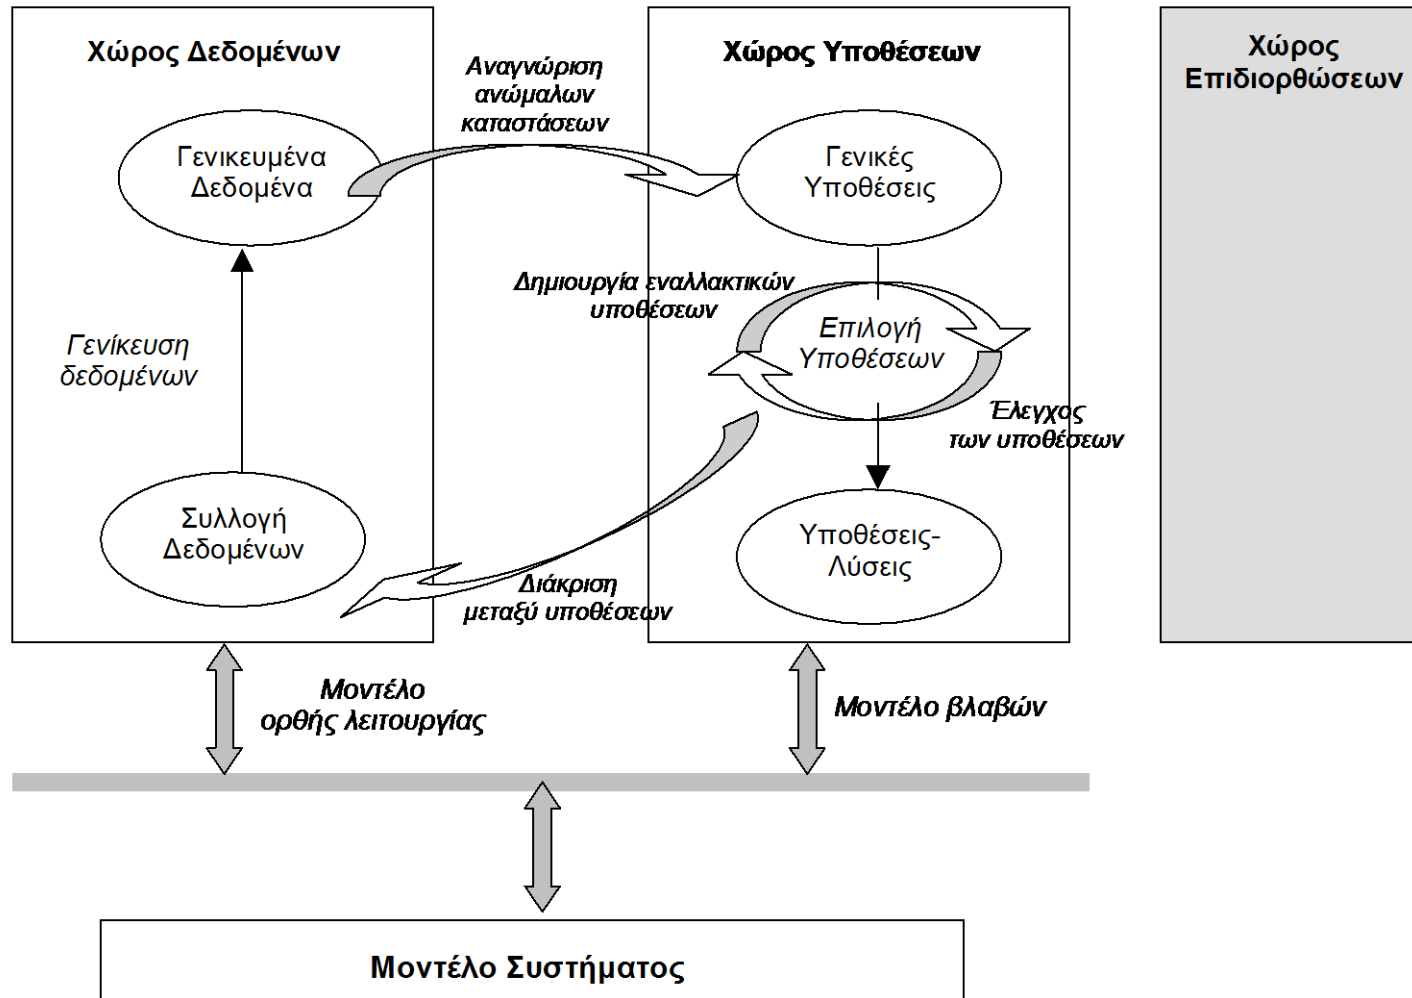 Χώρος Δεδομένων
Χώρος Υποθέσεων
Χώρος
Επιδιορθώσεων
Αναγνώριση
ανώμαλων
καταστάσεων
Γενικευμένα
Δεδομένα
Γενικές
Υποθέσεις
Δημιουργία εναλλακτικών
υποθέσεων
Επιλογή
Υποθέσεων
Γενίκευση
δεδομένων
Έλεγχος
των υποθέσεων
Συλλογή
Δεδομένων
Υποθέσεις-
Λύσεις
Διάκριση
μεταξύ υποθέσεων
Μοντέλο
ορθής λειτουργίας
Μοντέλο βλαβών
Μοντέλο Συστήματος